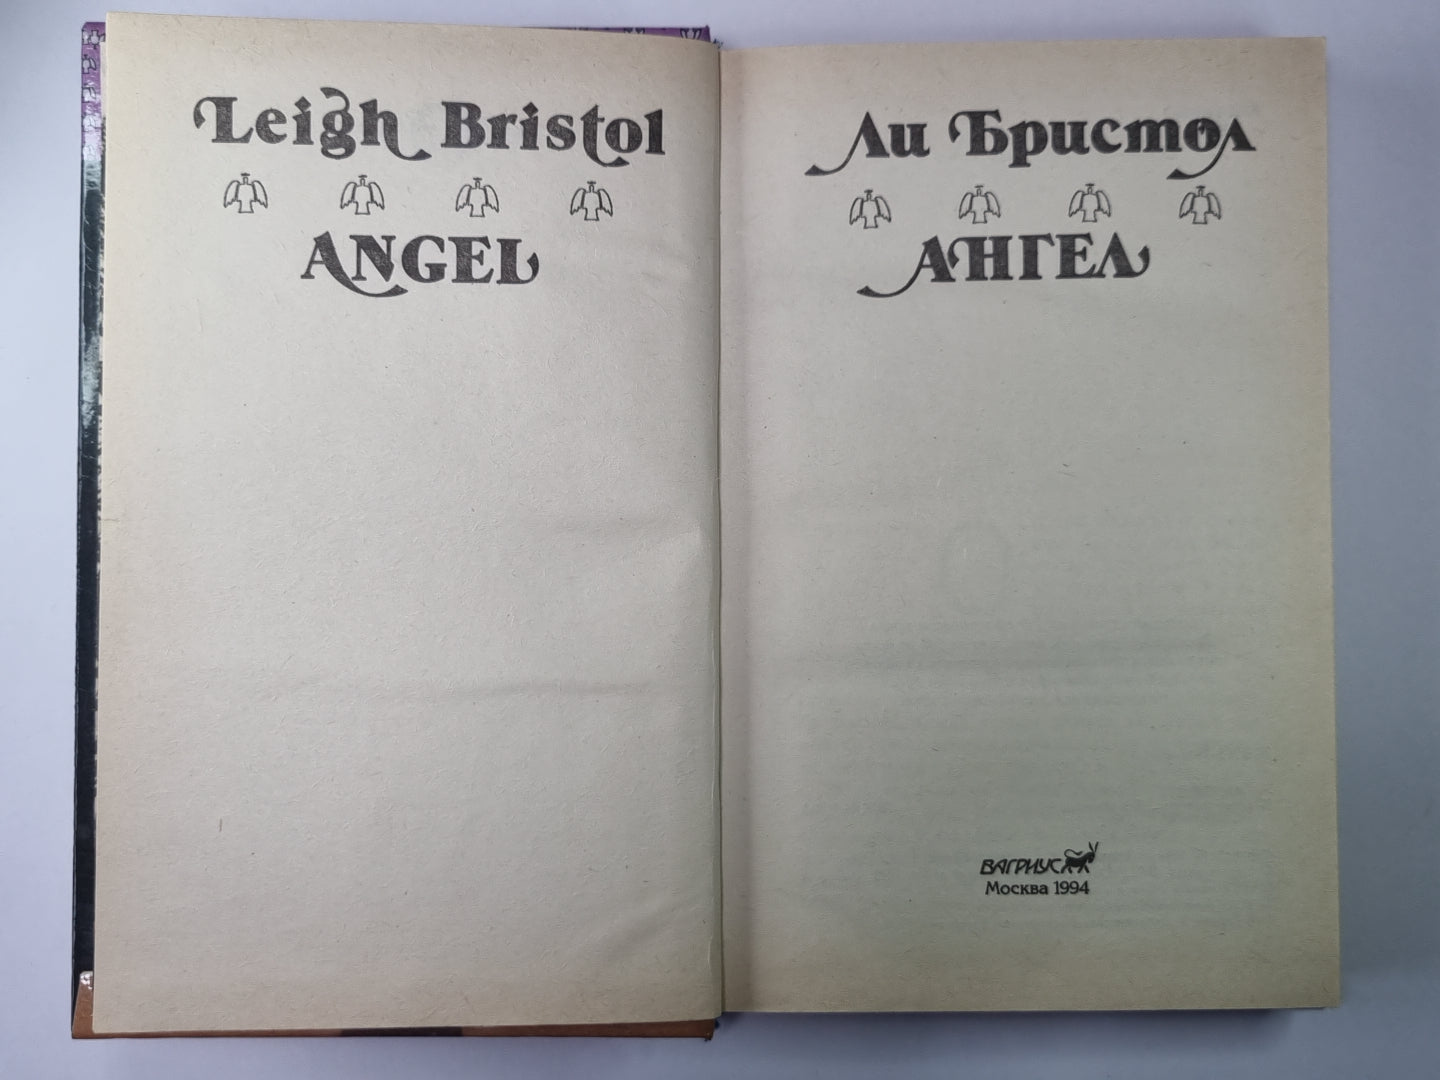 Leigh Bristol
ANGEL
Ли Бристол
АНГЕЛ
ВАГРИУС
Москва 1994